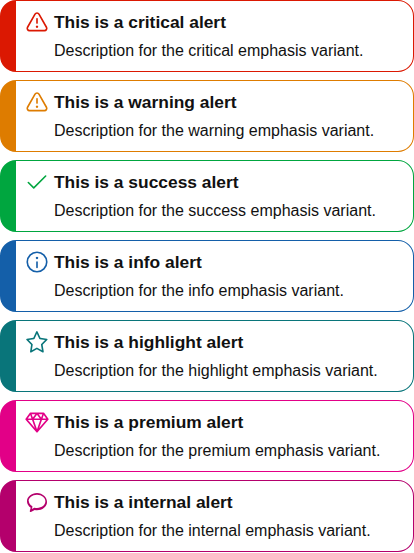 This is a critical alert
Description for the critical emphasis variant.
This is a warning alert
Description for the warning emphasis variant.
This is a success alert
Description for the success emphasis variant.
This is a info alert
Description for the info emphasis variant.
This is a highlight alert
Description for the highlight emphasis variant.
This is a premium alert
Description for the premium emphasis variant.
This is a internal alert
Description for the internal emphasis variant.